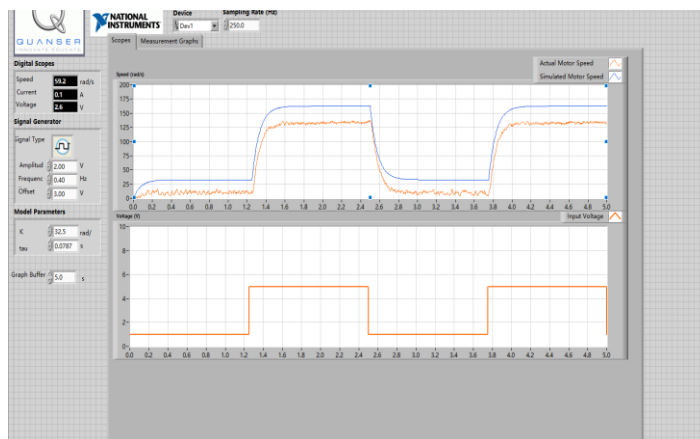 QUANSER
INNOVATE EDUCATE
NATIONAL
INSTRUMENTS
Device
Dev1
Sampling Rate (Hz)
250.0
Digital Scopes
Speed 59.2 rad/s
Current 0.1 A
Voltage 2.6 V
Signal Generator
Signal Type
Amplitud 2.00 V
Frequenc 0.40 Hz
Offset 3.00 V
Model Parameters
K 32.5 rad/
tau 0.0787 s
Graph Buffer 5.0 s
Scopes Measurement Graphs
Actual Motor Speed
Simulated Motor Speed
Speed (rad/s)
200
175
150
125
100
75
50
25
0
0.0 0.2 0.4 0.6 0.8 1.0 1.2 1.4 1.6 1.8 2.0 2.2 2.4 2.6 2.8 3.0 3.2 3.4 3.6 3.8 4.0 4.2 4.4 4.6 4.8 5.0
Voltage (V)
Input Voltage
10
8
6
4
2
0
0.0 0.2 0.4 0.6 0.8 1.0 1.2 1.4 1.6 1.8 2.0 2.2 2.4 2.6 2.8 3.0 3.2 3.4 3.6 3.8 4.0 4.2 4.4 4.6 4.8 5.0